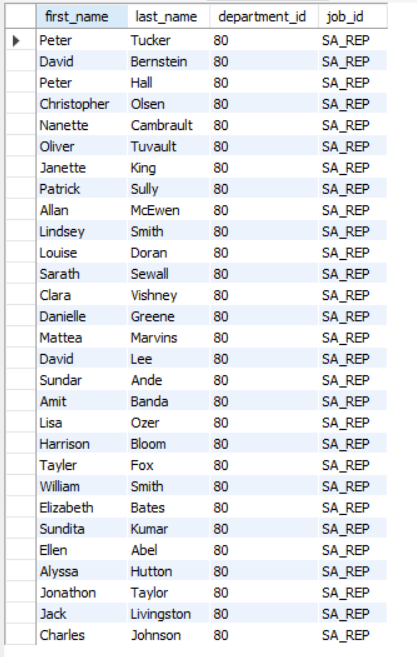 first_name last_name department_id job_id
Peter Tucker 80 SA_REP
David Bernstein 80 SA_REP
Peter Hall 80 SA_REP
Christopher Olsen 80 SA_REP
Nanette Cambrault 80 SA_REP
Oliver Tuvault 80 SA_REP
Janette King 80 SA_REP
Patrick Sully 80 SA_REP
Allan McEwen 80 SA_REP
Lindsey Smith 80 SA_REP
Louise Doran 80 SA_REP
Sarath Sewall 80 SA_REP
Clara Vishney 80 SA_REP
Danielle Greene 80 SA_REP
Mattea Marvins 80 SA_REP
David Lee 80 SA_REP
Sundar Ande 80 SA_REP
Amit Banda 80 SA_REP
Lisa Ozer 80 SA_REP
Harrison Bloom 80 SA_REP
Tayler Fox 80 SA_REP
William Smith 80 SA_REP
Elizabeth Bates 80 SA_REP
Sundita Kumar 80 SA_REP
Ellen Abel 80 SA_REP
Alyssa Hutton 80 SA_REP
Jonathon Taylor 80 SA_REP
Jack Livingston 80 SA_REP
Charles Johnson 80 SA_REP